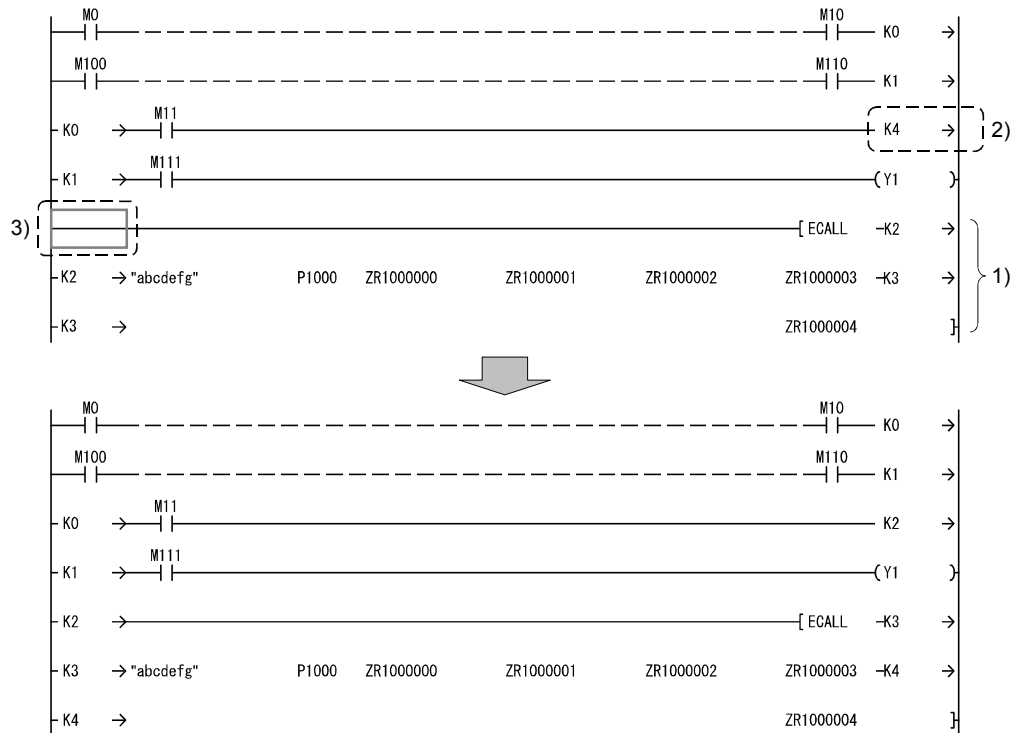 M0 M10
K0
M100 M110
K1
M11
K0 K4 2)
M111
K1 Y1
3) ECALL K2
K2 "abcdefg" P1000 ZR1000000 ZR1000001 ZR1000002 ZR1000003 K3 1)
K3 ZR1000004
M0 M10
K0
M100 M110
K1
M11
K0 K2
M111
K1 Y1
K2 ECALL K3
K3 "abcdefg" P1000 ZR1000000 ZR1000001 ZR1000002 ZR1000003 K4
K4 ZR1000004